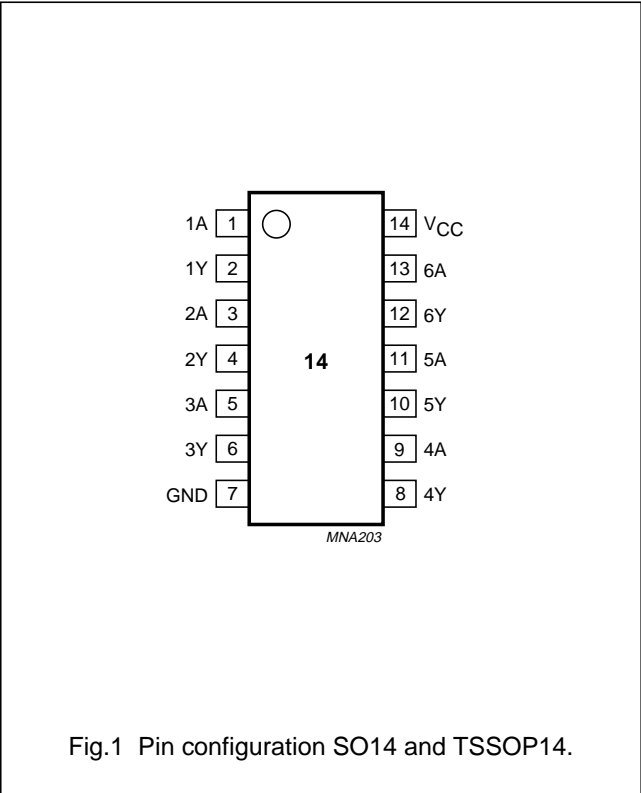 1A 1 14 VCC
1Y 2 13 6A
2A 3 12 6Y
2Y 4 14 11 5A
3A 5 10 5Y
3Y 6 9 4A
GND 7 8 4Y
MNA203
Fig.1 Pin configuration SO14 and TSSOP14.